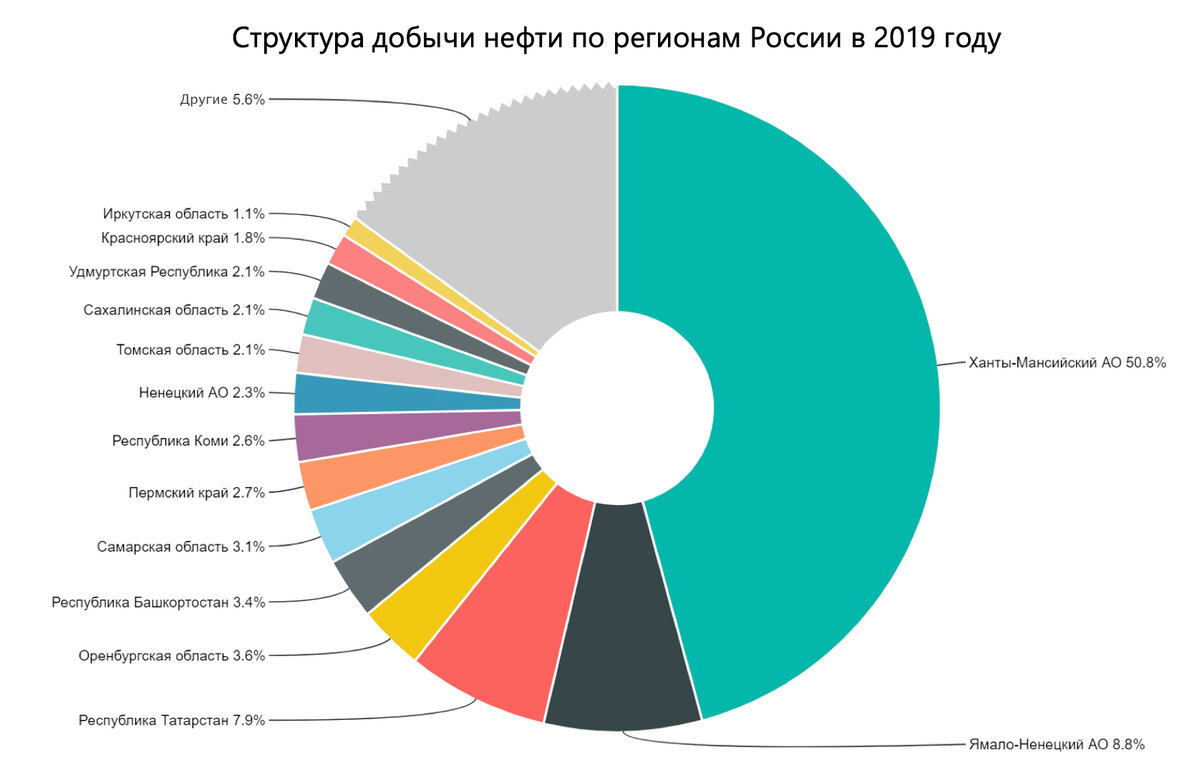 Структура добычи нефти по регионам России в 2019 году
Другие 5.6%
Иркутская область 1.1%
Красноярский край 1.8%
Удмуртская Республика 2.1%
Сахалинская область 2.1%
Томская область 2.1%
Ненецкий АО 2.3%
Республика Коми 2.6%
Пермский край 2.7%
Самарская область 3.1%
Республика Башкортостан 3.4%
Оренбургская область 3.6%
Республика Татарстан 7.9%
Ханты-Мансийский АО 50.8%
Ямало-Ненецкий АО 8.8%